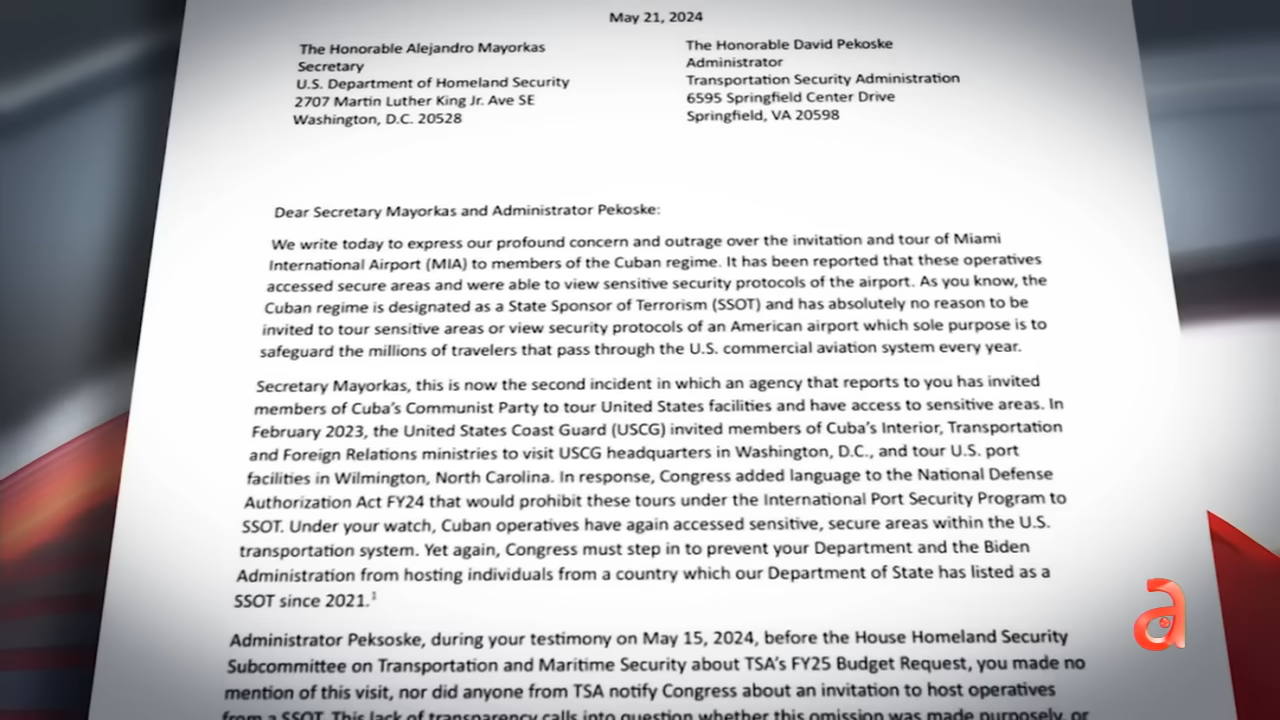 May 21, 2024
The Honorable Alejandro Mayorkas
Secretary
U.S. Department of Homeland Security
2707 Martin Luther King Jr. Ave SE
Washington, D.C. 20528
The Honorable David Pekoske
Administrator
Transportation Security Administration
6595 Springfield Center Drive
Springfield, VA 20598
Dear Secretary Mayorkas and Administrator Pekoske:
We write today to express our profound concern and outrage over the invitation and tour of Miami
International Airport (MIA) to members of the Cuban regime. It has been reported that these operatives
accessed secure areas and were able to view sensitive security protocols of the airport. As you know, the
Cuban regime is designated as a State Sponsor of Terrorism (SSOT) and has absolutely no reason to be
invited to tour sensitive areas or view security protocols of an American airport which sole purpose is to
safeguard the millions of travelers that pass through the U.S. commercial aviation system every year.
Secretary Mayorkas, this is now the second incident in which an agency that reports to you has invited
members of Cuba's Communist Party to tour United States facilities and have access to sensitive areas. In
February 2023, the United States Coast Guard (USCG) invited members of Cuba's Interior, Transportation
and Foreign Relations ministries to visit USCG headquarters in Washington, D.C., and tour U.S. port
facilities in Wilmington, North Carolina. In response, Congress added language to the National Defense
Authorization Act FY24 that would prohibit these tours under the International Port Security Program to
SSOT. Under your watch, Cuban operatives have again accessed sensitive, secure areas within the U.S.
transportation system. Yet again, Congress must step in to prevent your Department and the Biden
Administration from hosting individuals from a country which our Department of State has listed as a
SSOT since 2021.¹
Administrator Peksoske, during your testimony on May 15, 2024, before the House Homeland Security
Subcommittee on Transportation and Maritime Security about TSA's FY25 Budget Request, you made no
mention of this visit, nor did anyone from TSA notify Congress about an invitation to host operatives
from a SSOT. This lack of transparency calls into question whether this omission was made purposely, or
a